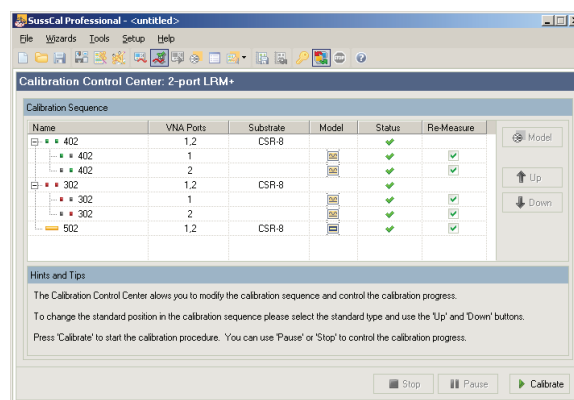 SussCal Professional - <untitled>
File Wizards Tools Setup Help
Calibration Control Center: 2-port LRM+
Calibration Sequence
Name VNA Ports Substrate Model Status Re-Measure
402 1,2 CSR-8
402 1
402 2
302 1,2 CSR-8
302 1
302 2
502 1,2 CSR-8
Model
Up
Down
Hints and Tips
The Calibration Control Center alows you to modify the calibration sequence and control the calibration progress.
To change the standard position in the calibration sequence please select the standard type and use the 'Up' and 'Down' buttons.
Press 'Calibrate' to start the calibration procedure. You can use 'Pause' or 'Stop' to control the calibration progress.
Stop Pause Calibrate